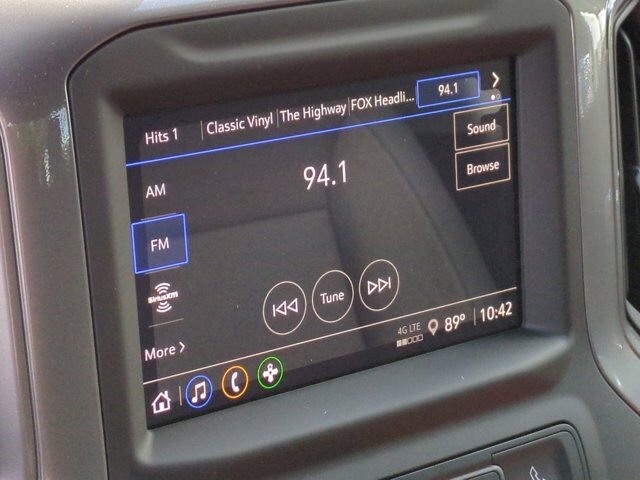 Hits 1 Classic Vinyl The Highway FOX Headli... 94.1
Sound
AM 94.1
Browse
FM
SiriusXM
Tune
More
4G LTE 89° 10:42